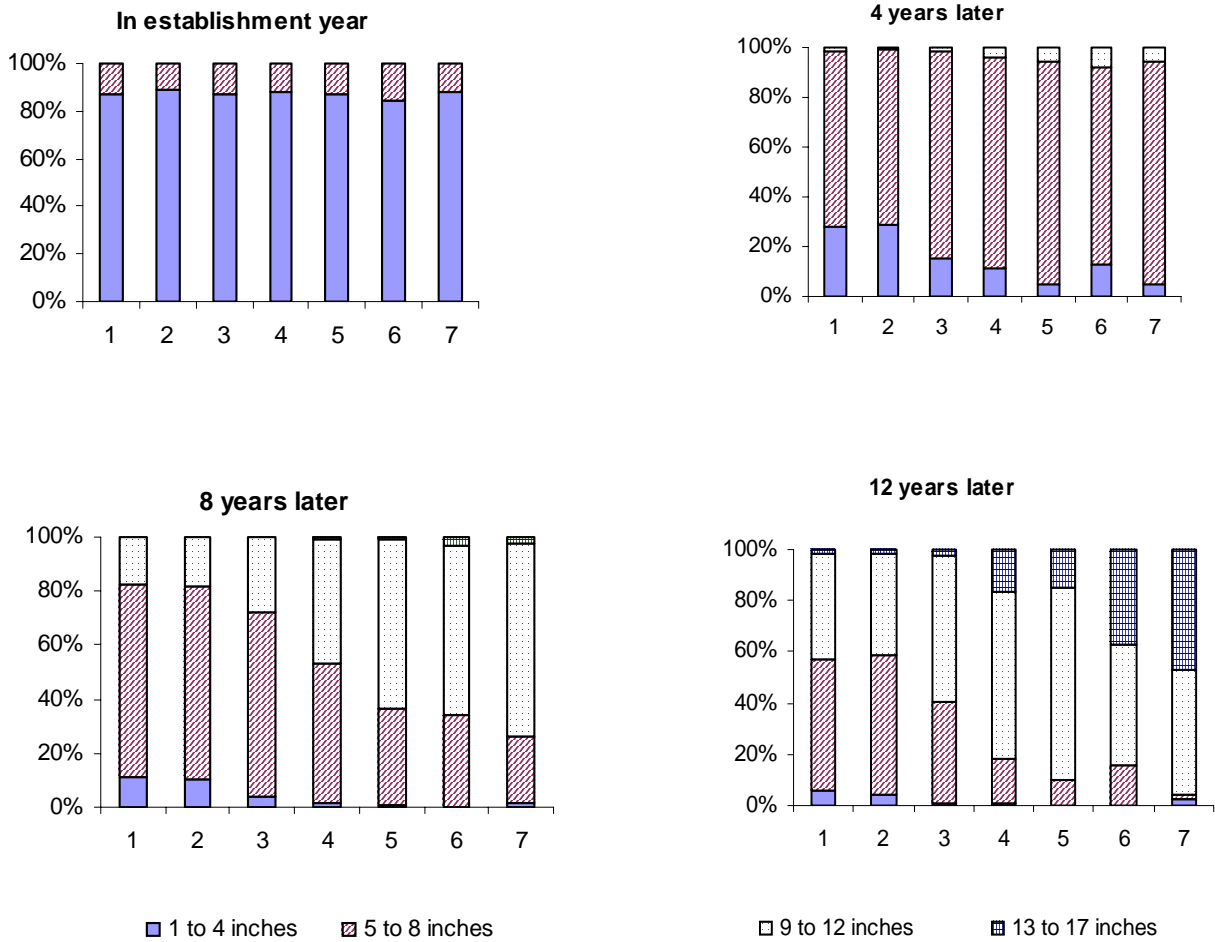 In establishment year
100%
80%
60%
40%
20%
0%
1 2 3 4 5 6 7
4 years later
100%
80%
60%
40%
20%
0%
1 2 3 4 5 6 7
8 years later
100%
80%
60%
40%
20%
0%
1 2 3 4 5 6 7
12 years later
100%
80%
60%
40%
20%
0%
1 2 3 4 5 6 7
1 to 4 inches 5 to 8 inches 9 to 12 inches 13 to 17 inches